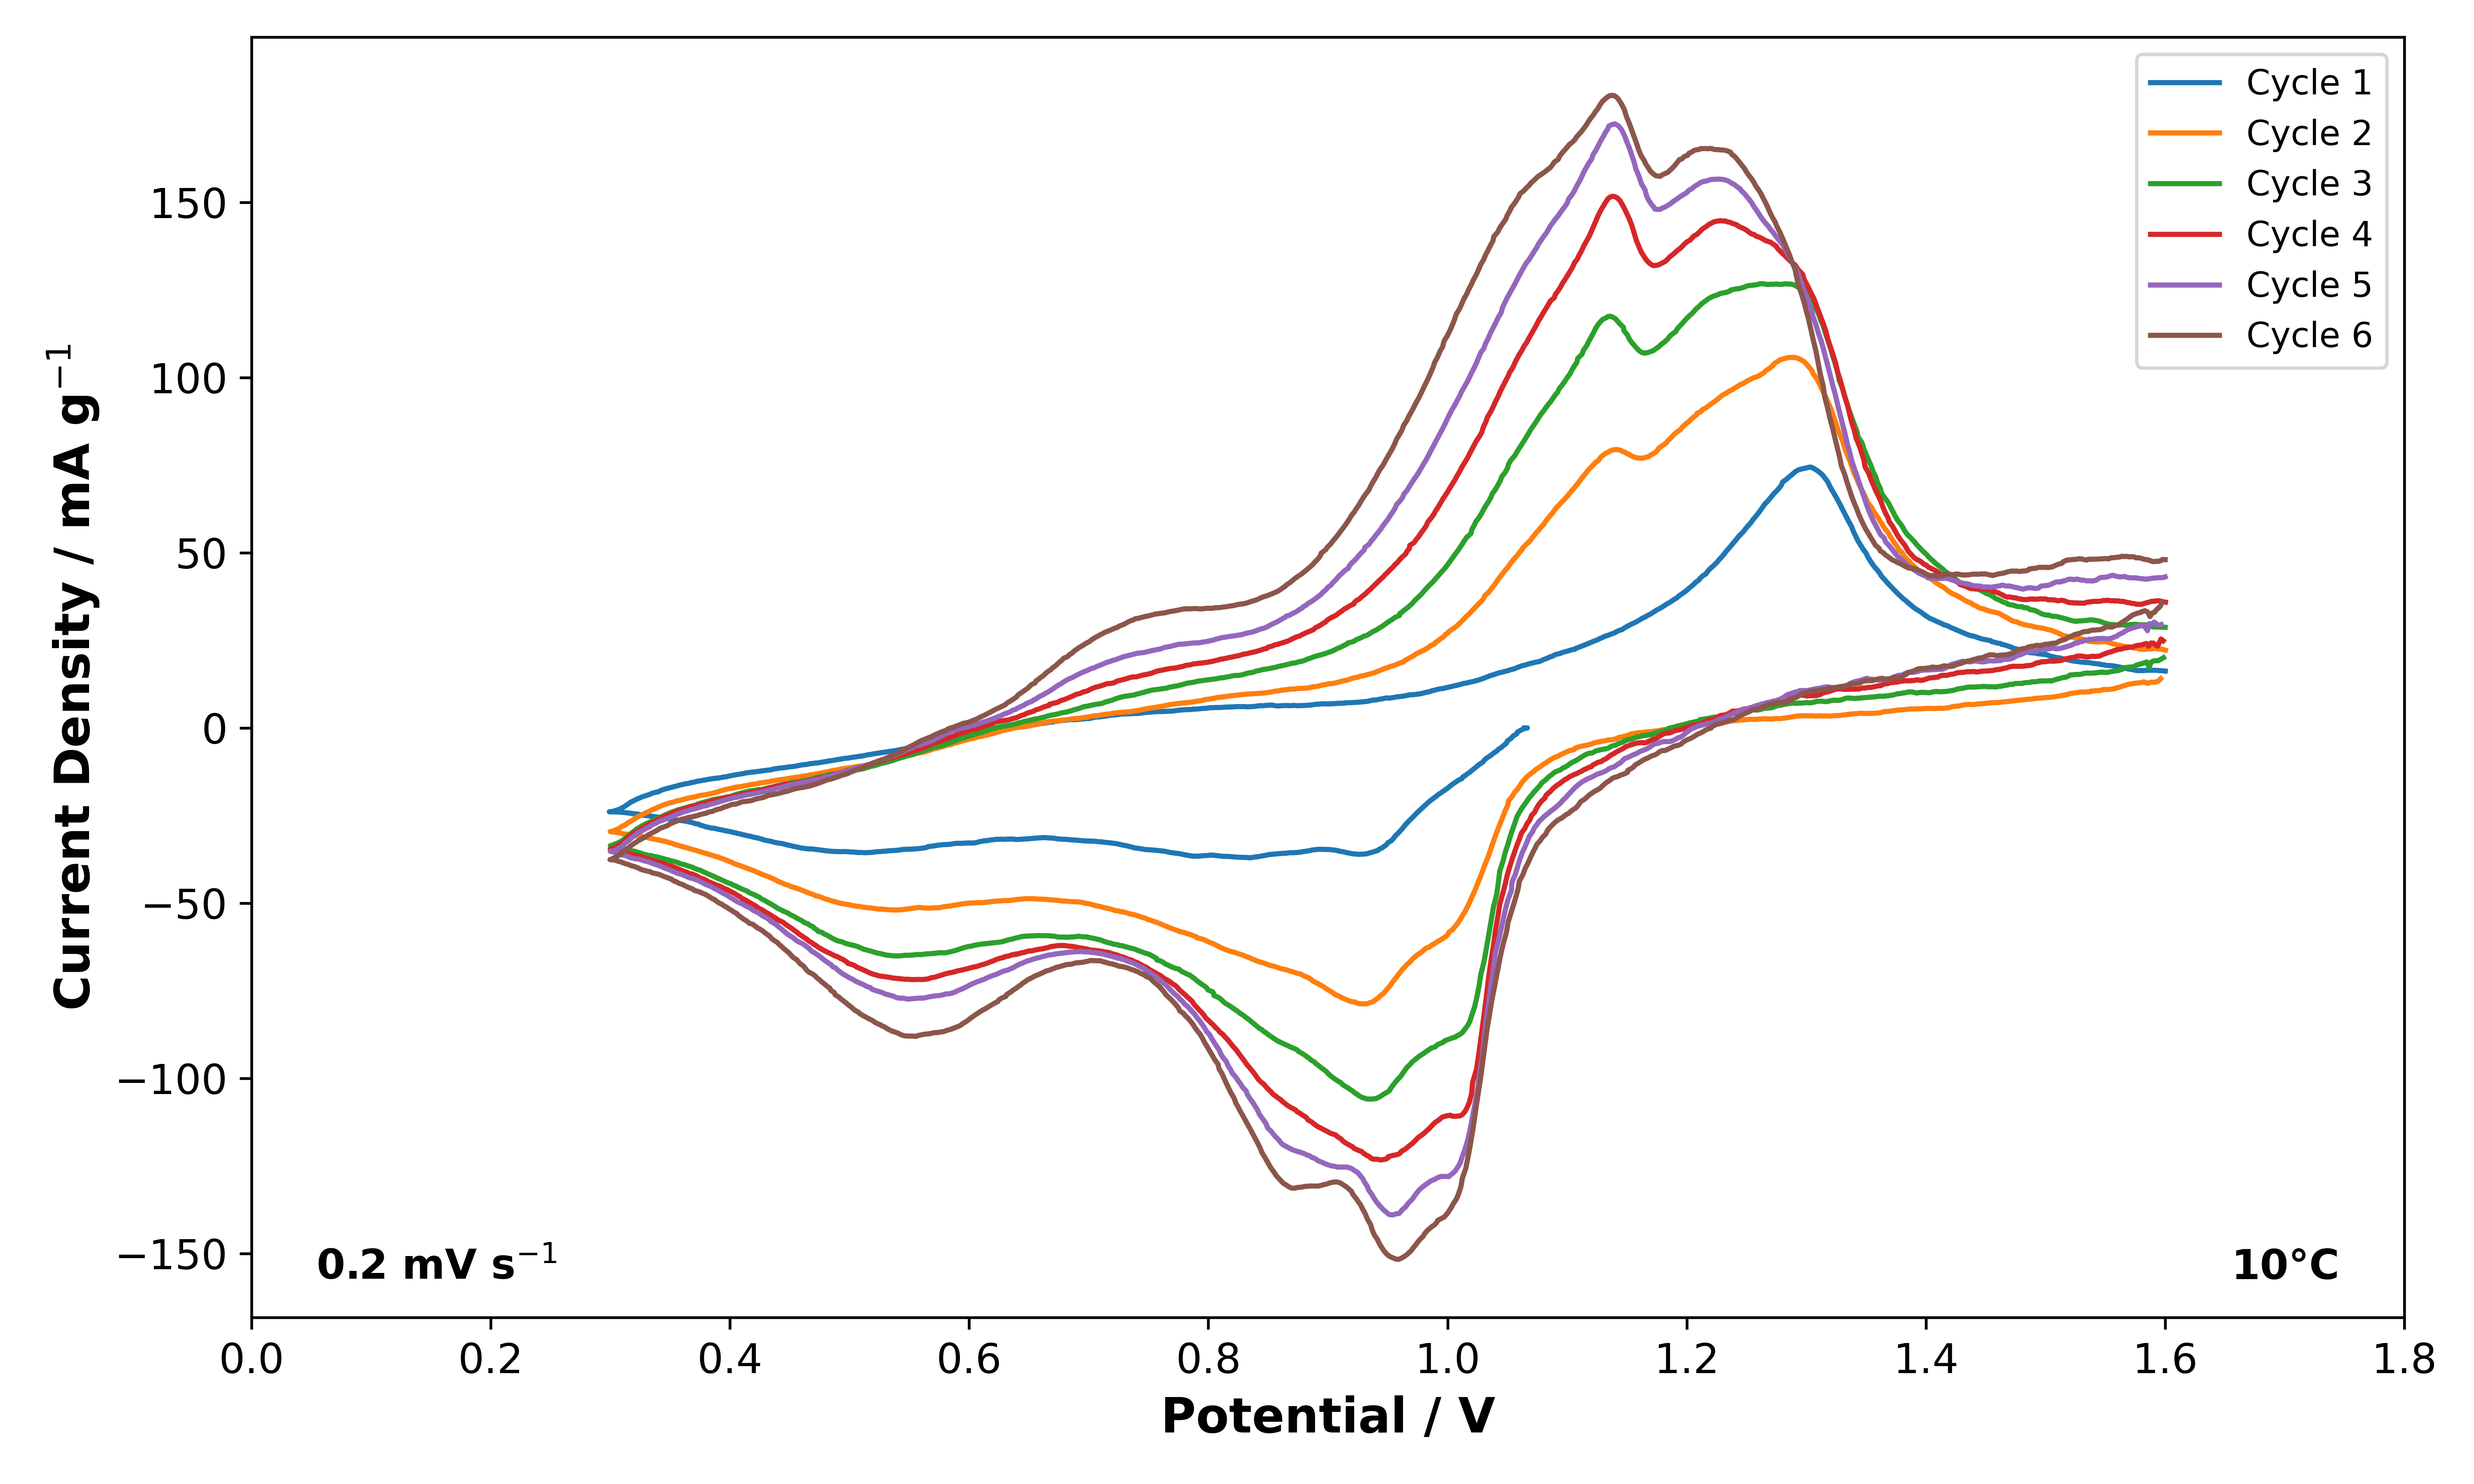 Current Density / mA g⁻¹
150
100
50
0
−50
−100
−150
Cycle 1
Cycle 2
Cycle 3
Cycle 4
Cycle 5
Cycle 6
0.2 mV s⁻¹
10°C
0.0 0.2 0.4 0.6 0.8 1.0 1.2 1.4 1.6 1.8
Potential / V